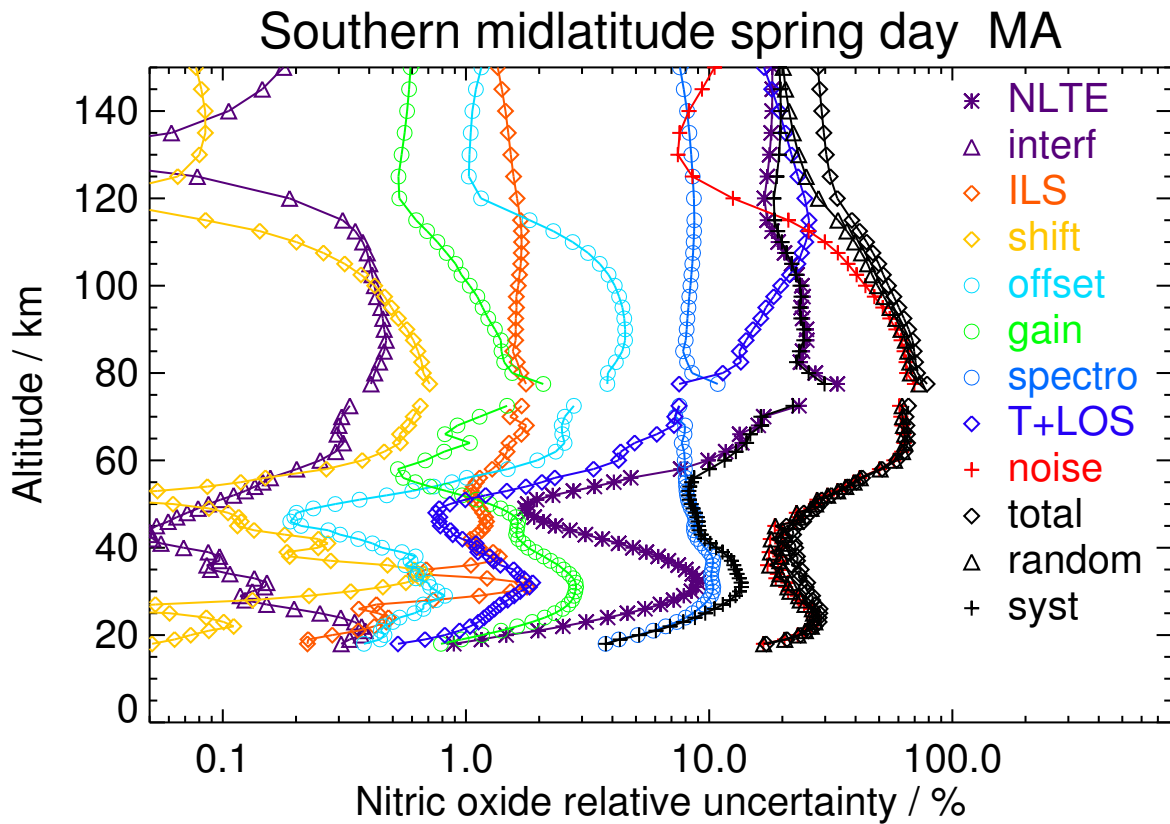 Southern midlatitude spring day MA
Altitude / km
140
120
100
80
60
40
20
0
NLTE
interf
ILS
shift
offset
gain
spectro
T+LOS
noise
total
random
syst
0.1 1.0 10.0 100.0
Nitric oxide relative uncertainty / %